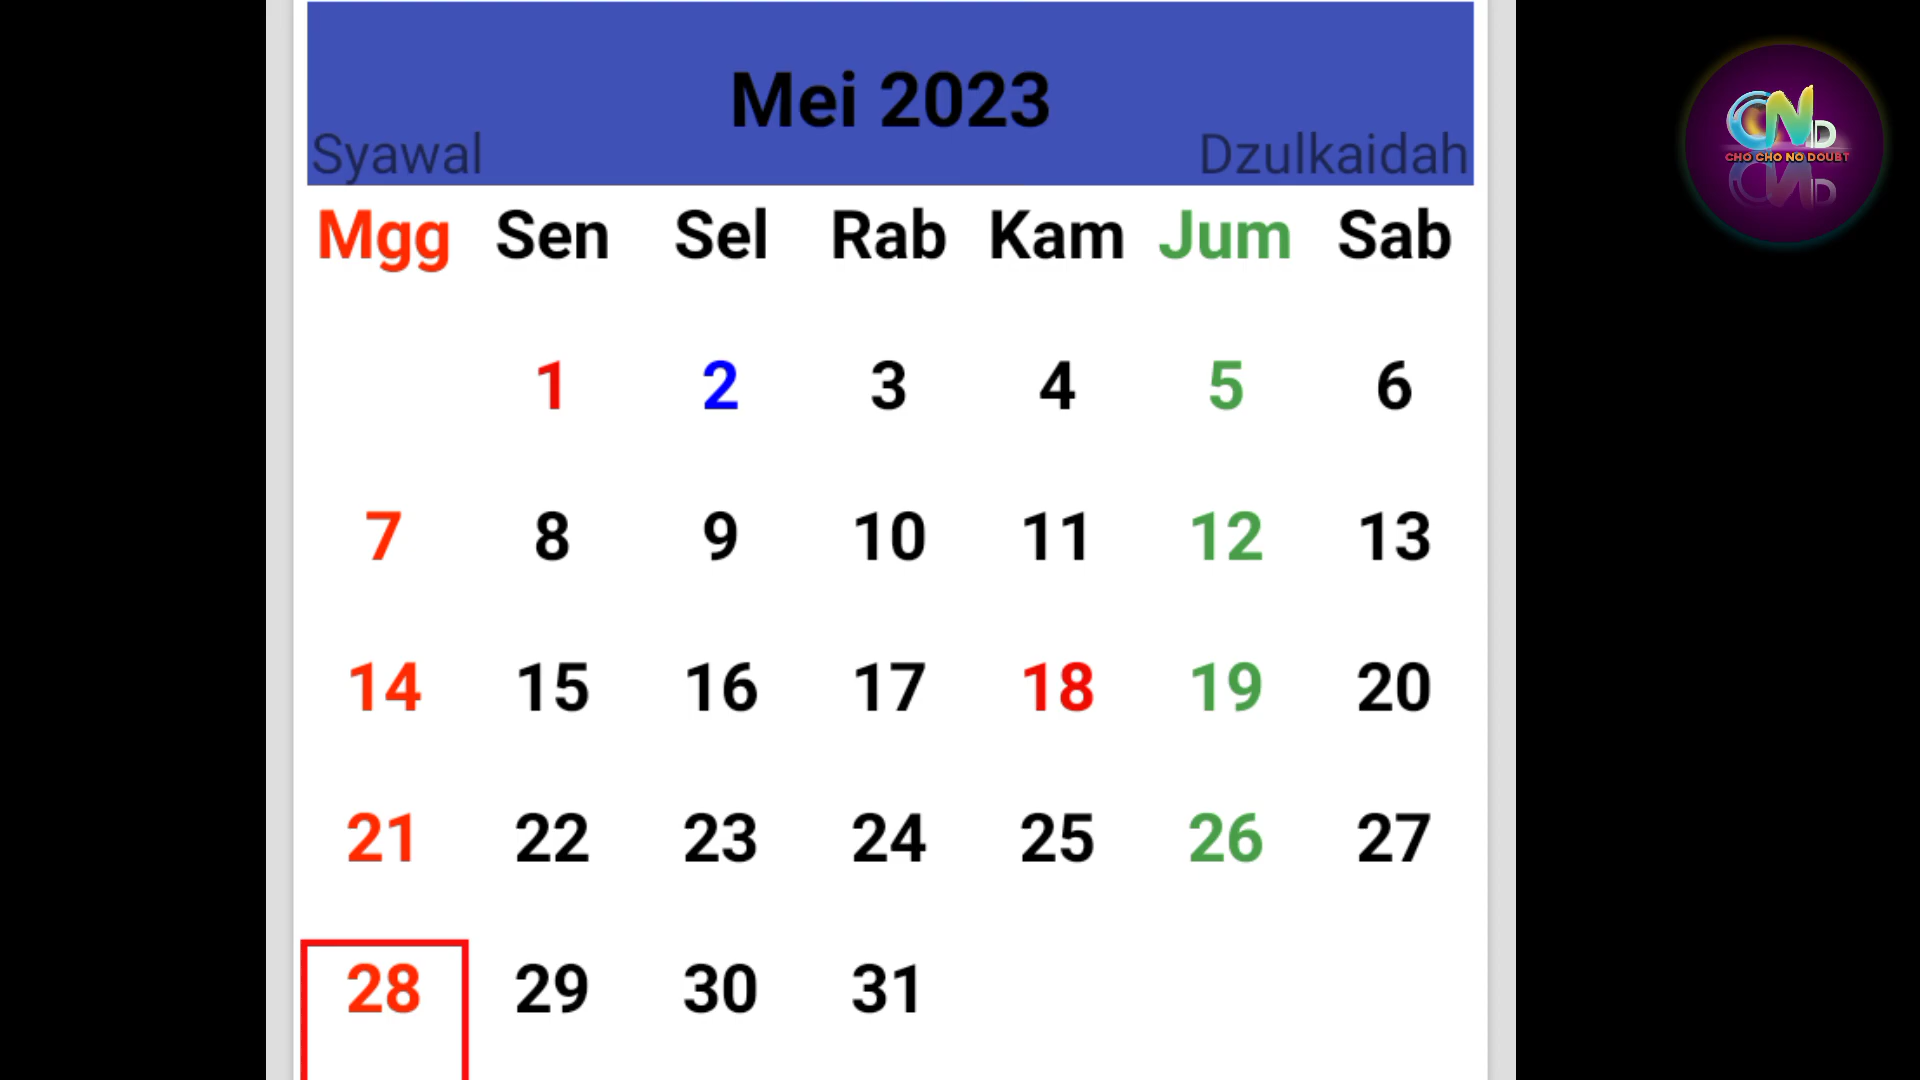 Mei 2023
Syawal Dzulkaidah
Mgg Sen Sel Rab Kam Jum Sab
1 2 3 4 5 6
7 8 9 10 11 12 13
14 15 16 17 18 19 20
21 22 23 24 25 26 27
28 29 30 31
CND
CHO CHO NO DOUBT